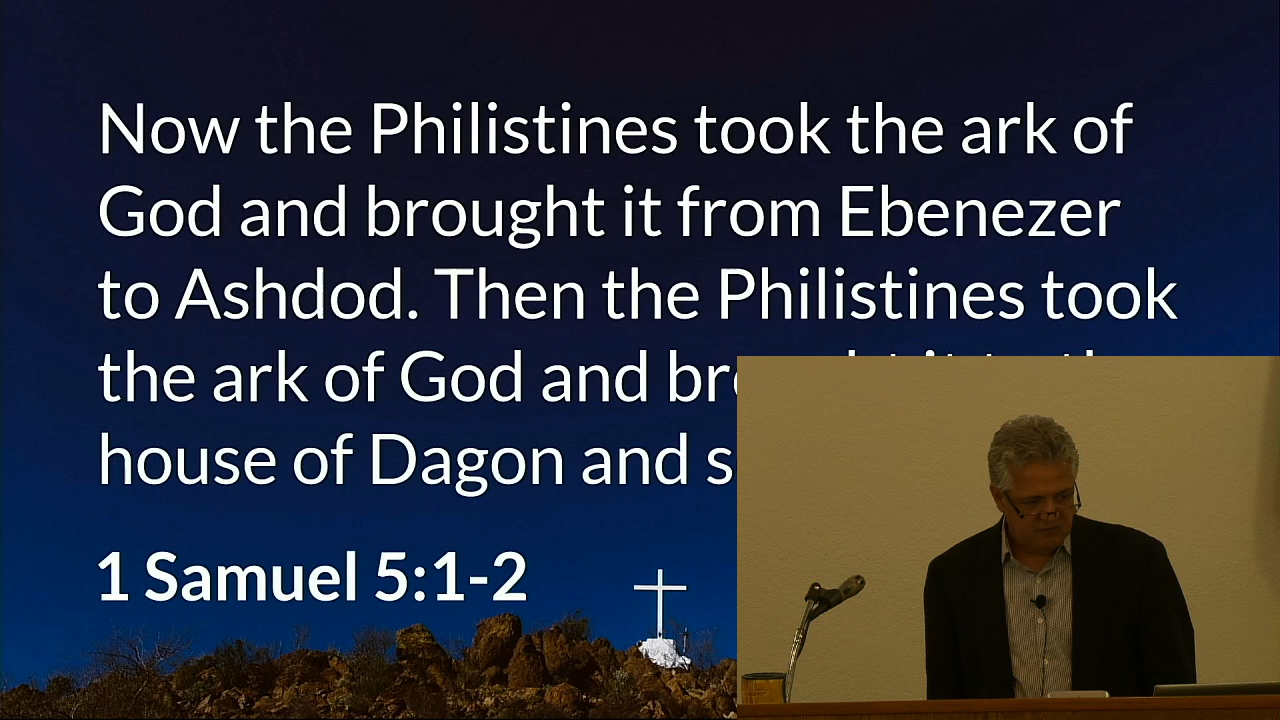 Now the Philistines took the ark of
God and brought it from Ebenezer
to Ashdod. Then the Philistines took
the ark of God and
house of Dagon and
1 Samuel 5:1-2